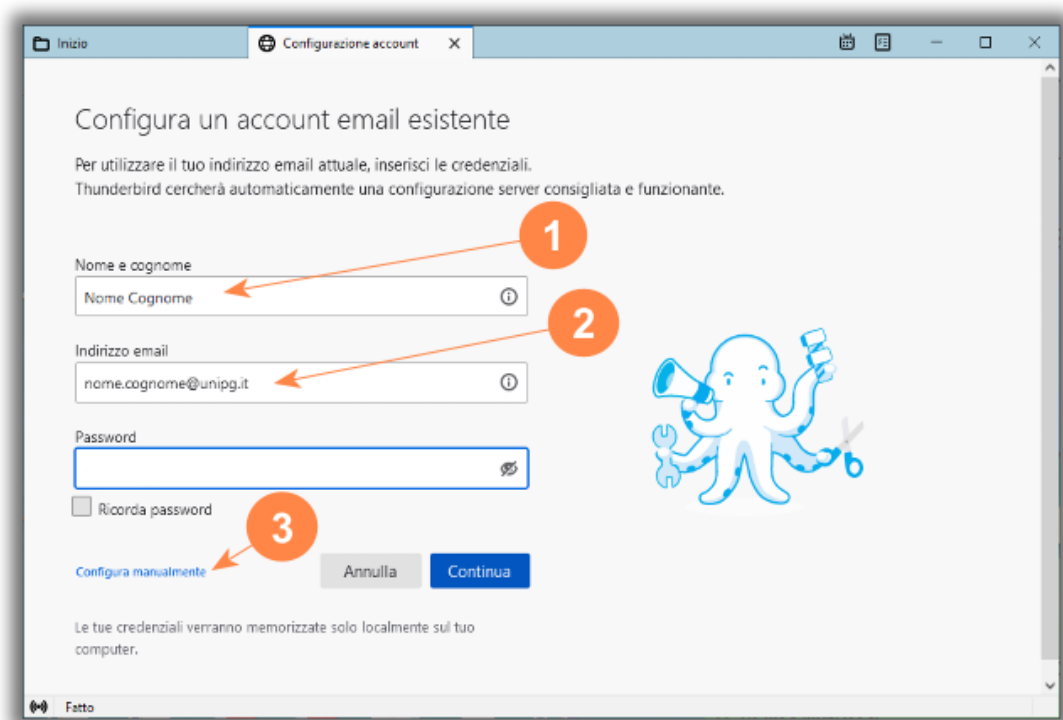 Inizio
Configurazione account
Configura un account email esistente
Per utilizzare il tuo indirizzo email attuale, inserisci le credenziali.
Thunderbird cercherà automaticamente una configurazione server consigliata e funzionante.
1
Nome e cognome
Nome Cognome
2
Indirizzo email
nome.cognome@unipg.it
Password
Ricorda password
3
Configura manualmente
Annulla
Continua
Le tue credenziali verranno memorizzate solo localmente sul tuo
computer.
Fatto